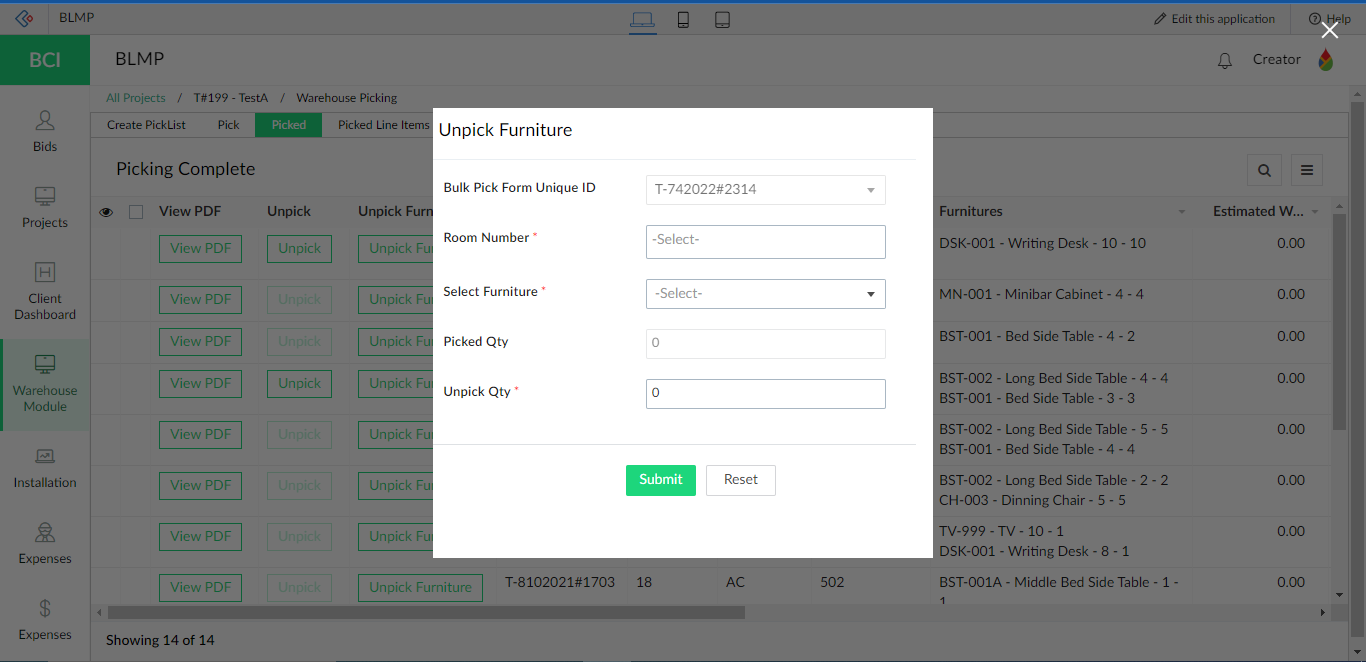 BLMP
Edit this application
Help
BCI
BLMP
Creator
All Projects / T#199 - TestA / Warehouse Picking
Create PickList Pick Picked Picked Line Items
Bids
Projects
Client
Dashboard
Warehouse
Module
Installation
Expenses
Expenses
Picking Complete
View PDF Unpick Unpick Furn Furnitures Estimated W...
View PDF Unpick Unpick Fu DSK-001 - Writing Desk - 10 - 10 0.00
View PDF Unpick Unpick Fu MN-001 - Minibar Cabinet - 4 - 4 0.00
View PDF Unpick Unpick Fu BST-001 - Bed Side Table - 4 - 2 0.00
View PDF Unpick Unpick Fu BST-002 - Long Bed Side Table - 4 - 4 0.00
BST-001 - Bed Side Table - 3 - 3
View PDF Unpick Unpick Fu BST-002 - Long Bed Side Table - 5 - 5 0.00
BST-001 - Bed Side Table - 4 - 4
View PDF Unpick Unpick Fu BST-002 - Long Bed Side Table - 2 - 2 0.00
CH-003 - Dinning Chair - 5 - 5
View PDF Unpick Unpick Fu TV-999 - TV - 10 - 1 0.00
DSK-001 - Writing Desk - 8 - 1
View PDF Unpick Unpick Furniture T-8102021#1703 18 AC 502 BST-001A - Middle Bed Side Table - 1 - 0.00
1
Showing 14 of 14
Unpick Furniture
Bulk Pick Form Unique ID T-742022#2314
Room Number * -Select-
Select Furniture * -Select-
Picked Qty 0
Unpick Qty * 0
Submit Reset